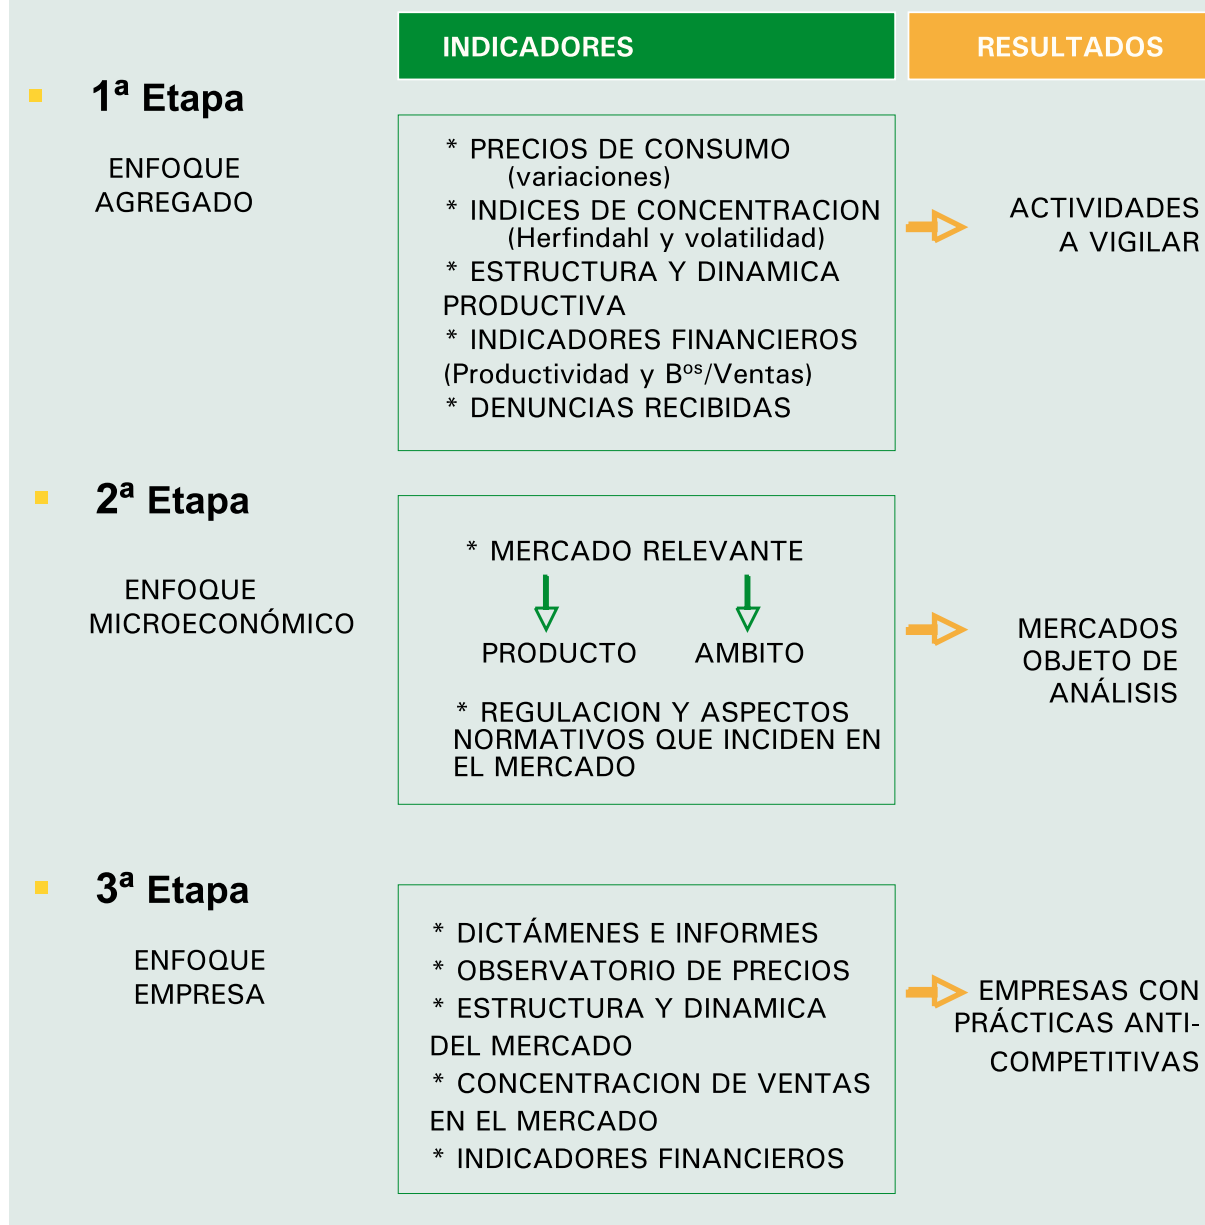 INDICADORES
RESULTADOS
1ª Etapa
ENFOQUE
AGREGADO
* PRECIOS DE CONSUMO
(variaciones)
* INDICES DE CONCENTRACION
(Herfindahl y volatilidad)
* ESTRUCTURA Y DINAMICA
PRODUCTIVA
* INDICADORES FINANCIEROS
(Productividad y Bᵒˢ/Ventas)
* DENUNCIAS RECIBIDAS
ACTIVIDADES
A VIGILAR
2ª Etapa
ENFOQUE
MICROECONÓMICO
* MERCADO RELEVANTE
PRODUCTO AMBITO
* REGULACION Y ASPECTOS
NORMATIVOS QUE INCIDEN EN
EL MERCADO
MERCADOS
OBJETO DE
ANÁLISIS
3ª Etapa
ENFOQUE
EMPRESA
* DICTÁMENES E INFORMES
* OBSERVATORIO DE PRECIOS
* ESTRUCTURA Y DINAMICA
DEL MERCADO
* CONCENTRACION DE VENTAS
EN EL MERCADO
* INDICADORES FINANCIEROS
EMPRESAS CON
PRÁCTICAS ANTI-
COMPETITIVAS